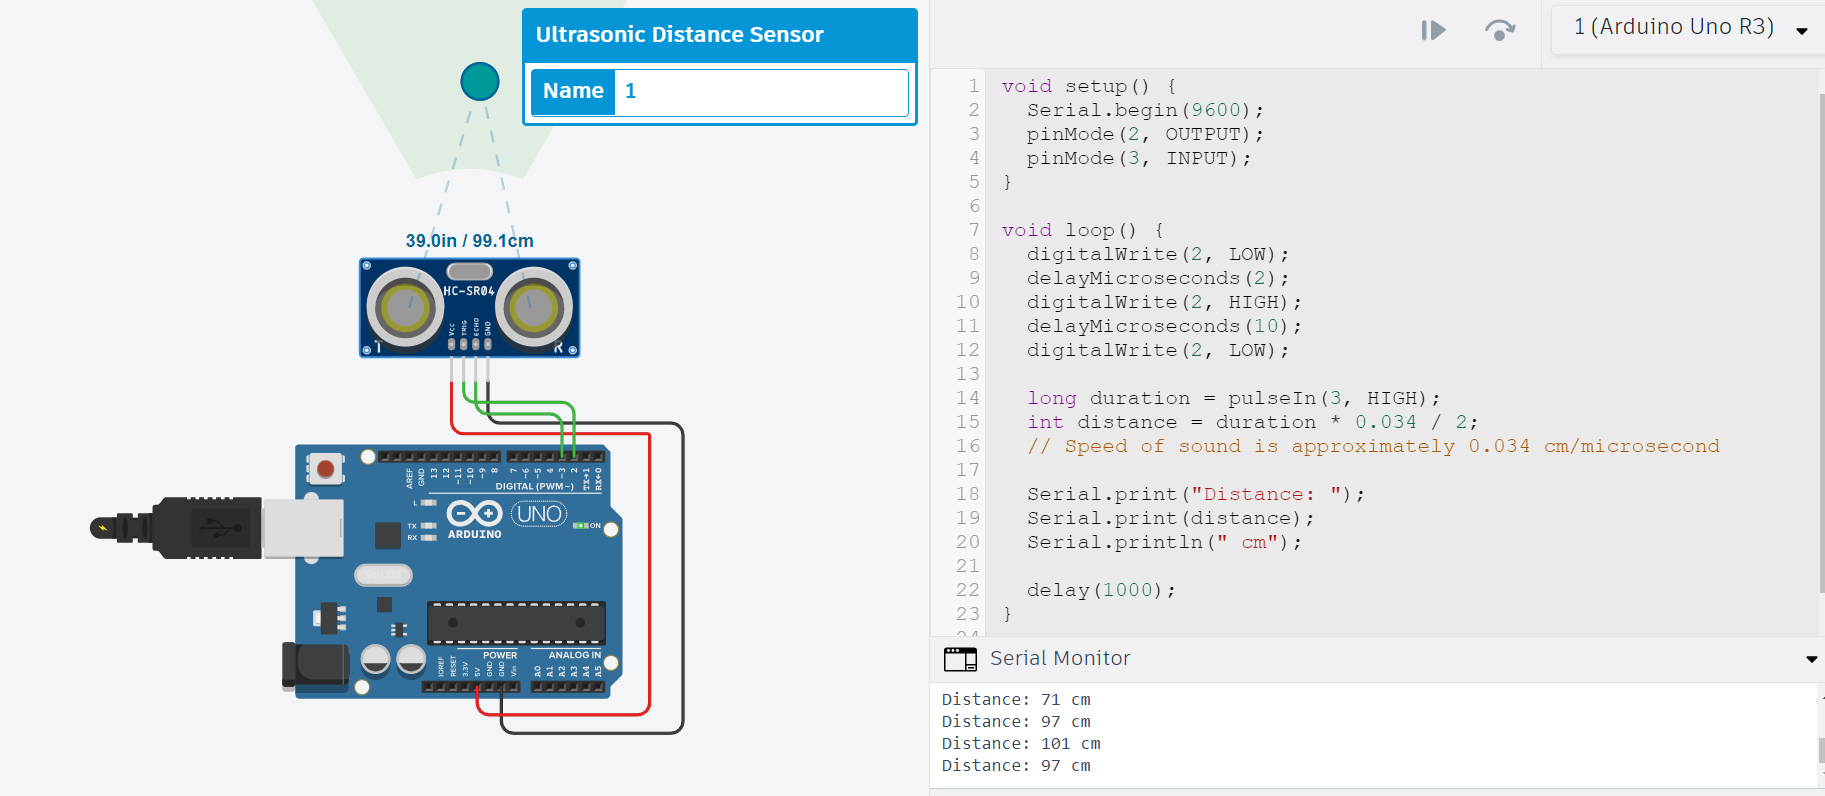 Ultrasonic Distance Sensor
Name 1
39.0in / 99.1cm
HC-SR04
VCC
TRIG
ECHO
GND
T
R
AREF
GND
13
12
~11
~10
~9
8
7
~6
~5
4
~3
2
TX→1
RX←0
DIGITAL (PWM~)
L
TX
RX
ARDUINO
UNO
ON
POWER
ANALOG IN
IOREF
RESET
3.3V
5V
GND
GND
Vin
A0
A1
A2
A3
A4
A5
1 (Arduino Uno R3)
1 void setup() {
2 Serial.begin(9600);
3 pinMode(2, OUTPUT);
4 pinMode(3, INPUT);
5 }
6
7 void loop() {
8 digitalWrite(2, LOW);
9 delayMicroseconds(2);
10 digitalWrite(2, HIGH);
11 delayMicroseconds(10);
12 digitalWrite(2, LOW);
13
14 long duration = pulseIn(3, HIGH);
15 int distance = duration * 0.034 / 2;
16 // Speed of sound is approximately 0.034 cm/microsecond
17
18 Serial.print("Distance: ");
19 Serial.print(distance);
20 Serial.println(" cm");
21
22 delay(1000);
23 }
24
Serial Monitor
Distance: 71 cm
Distance: 97 cm
Distance: 101 cm
Distance: 97 cm